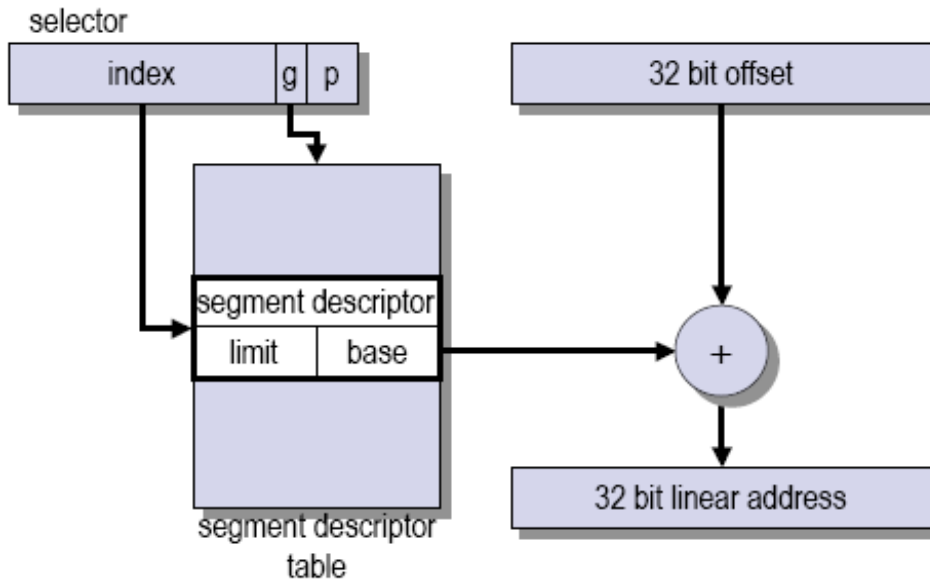 selector
index g p
32 bit offset
segment descriptor
limit base
+
32 bit linear address
segment descriptor
table